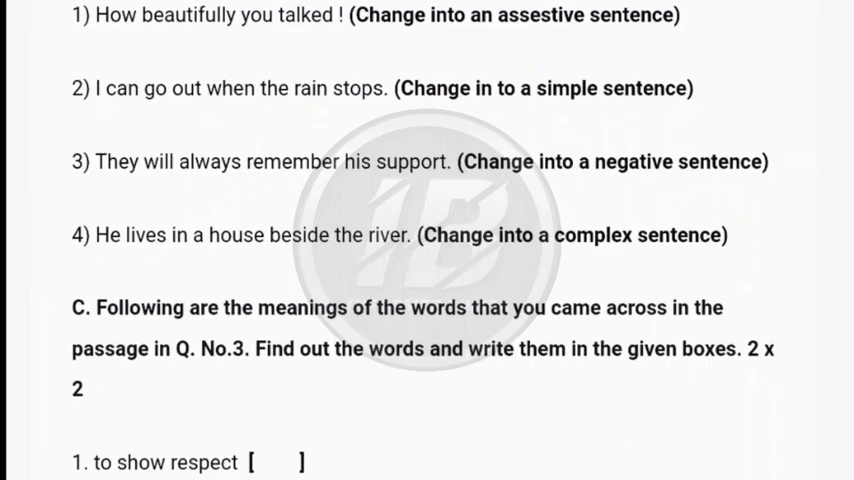 1) How beautifully you talked ! (Change into an assestive sentence)
2) I can go out when the rain stops. (Change in to a simple sentence)
3) They will always remember his support. (Change into a negative sentence)
4) He lives in a house beside the river. (Change into a complex sentence)
C. Following are the meanings of the words that you came across in the
passage in Q. No.3. Find out the words and write them in the given boxes. 2 x
2
1. to show respect [ ]